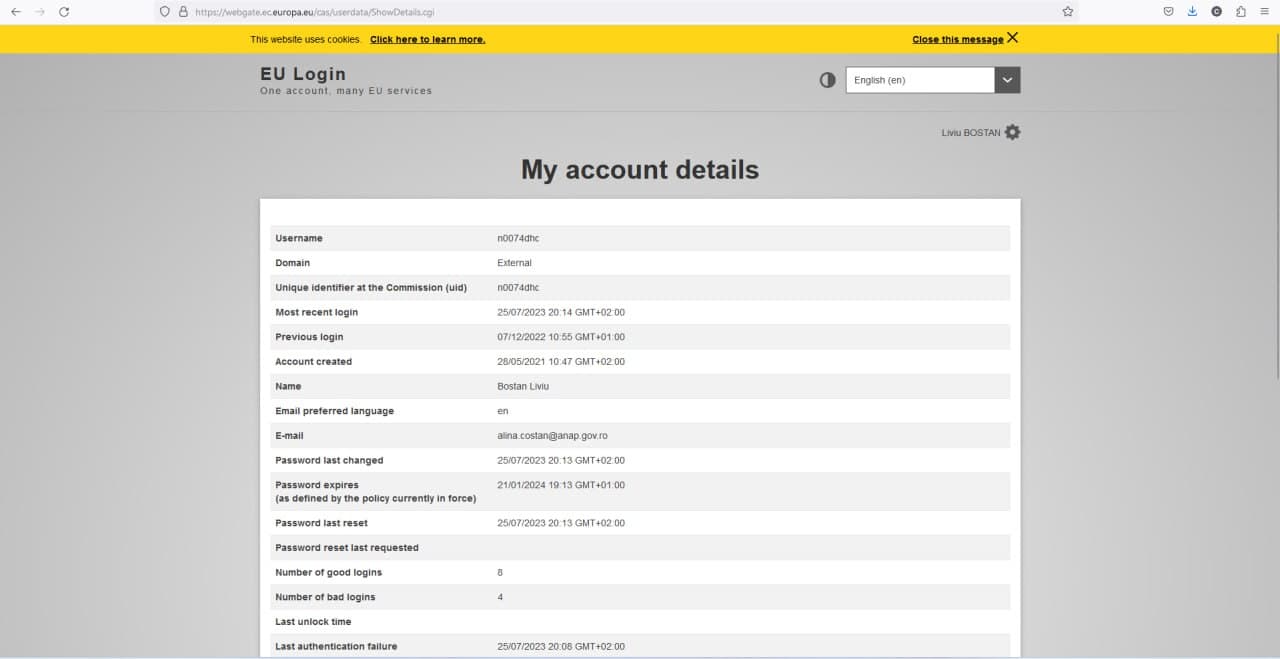 https://webgate.ec.europa.eu/cas/userdata/ShowDetails.cgi
This website uses cookies. Click here to learn more. Close this message
EU Login
One account, many EU services
English (en)
Liviu BOSTAN
My account details
Username n0074dhc
Domain External
Unique identifier at the Commission (uid) n0074dhc
Most recent login 25/07/2023 20:14 GMT+02:00
Previous login 07/12/2022 10:55 GMT+01:00
Account created 28/05/2021 10:47 GMT+02:00
Name Bostan Liviu
Email preferred language en
E-mail alina.costan@anap.gov.ro
Password last changed 25/07/2023 20:13 GMT+02:00
Password expires 21/01/2024 19:13 GMT+01:00
(as defined by the policy currently in force)
Password last reset 25/07/2023 20:13 GMT+02:00
Password reset last requested
Number of good logins 8
Number of bad logins 4
Last unlock time
Last authentication failure 25/07/2023 20:08 GMT+02:00